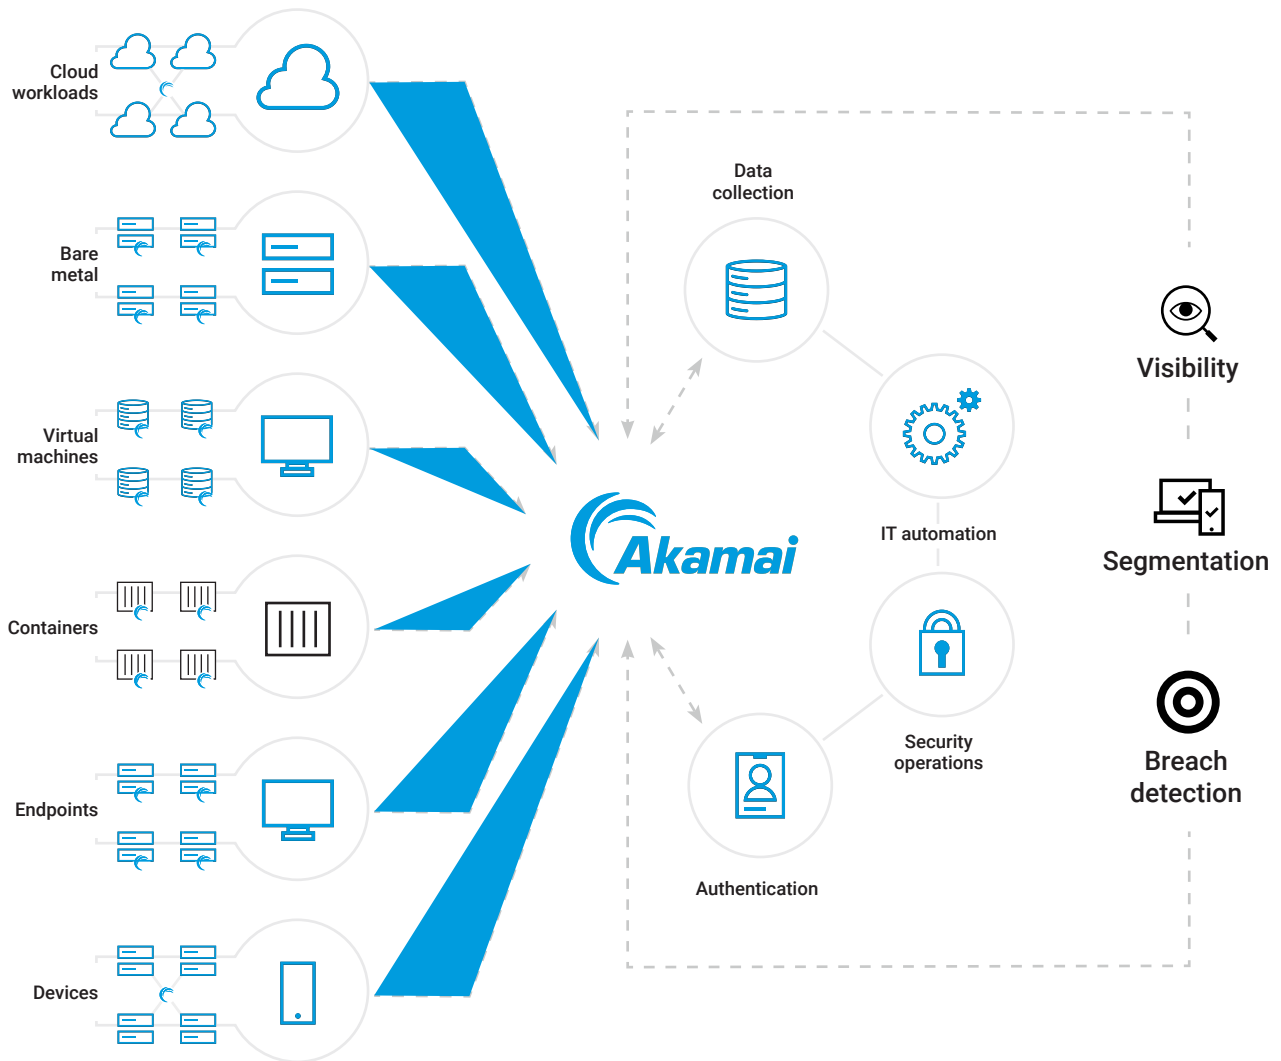 Cloud
workloads
Bare
metal
Virtual
machines
Containers
Endpoints
Devices
Akamai
Data
collection
IT automation
Security
operations
Authentication
Visibility
Segmentation
Breach
detection